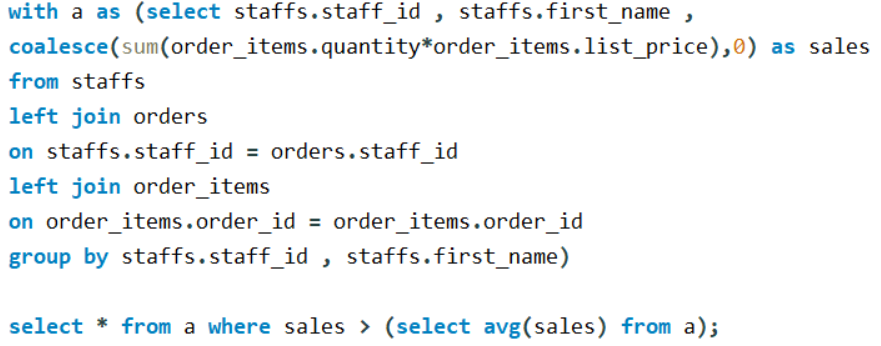 with a as (select staffs.staff_id , staffs.first_name ,
coalesce(sum(order_items.quantity*order_items.list_price),0) as sales
from staffs
left join orders
on staffs.staff_id = orders.staff_id
left join order_items
on order_items.order_id = order_items.order_id
group by staffs.staff_id , staffs.first_name)
select * from a where sales > (select avg(sales) from a);